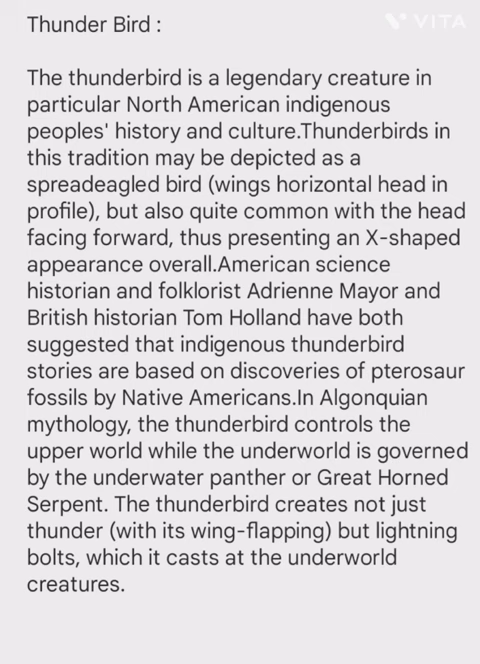 Thunder Bird :
VITA
The thunderbird is a legendary creature in
particular North American indigenous
peoples' history and culture.Thunderbirds in
this tradition may be depicted as a
spreadeagled bird (wings horizontal head in
profile), but also quite common with the head
facing forward, thus presenting an X-shaped
appearance overall.American science
historian and folklorist Adrienne Mayor and
British historian Tom Holland have both
suggested that indigenous thunderbird
stories are based on discoveries of pterosaur
fossils by Native Americans.In Algonquian
mythology, the thunderbird controls the
upper world while the underworld is governed
by the underwater panther or Great Horned
Serpent. The thunderbird creates not just
thunder (with its wing-flapping) but lightning
bolts, which it casts at the underworld
creatures.